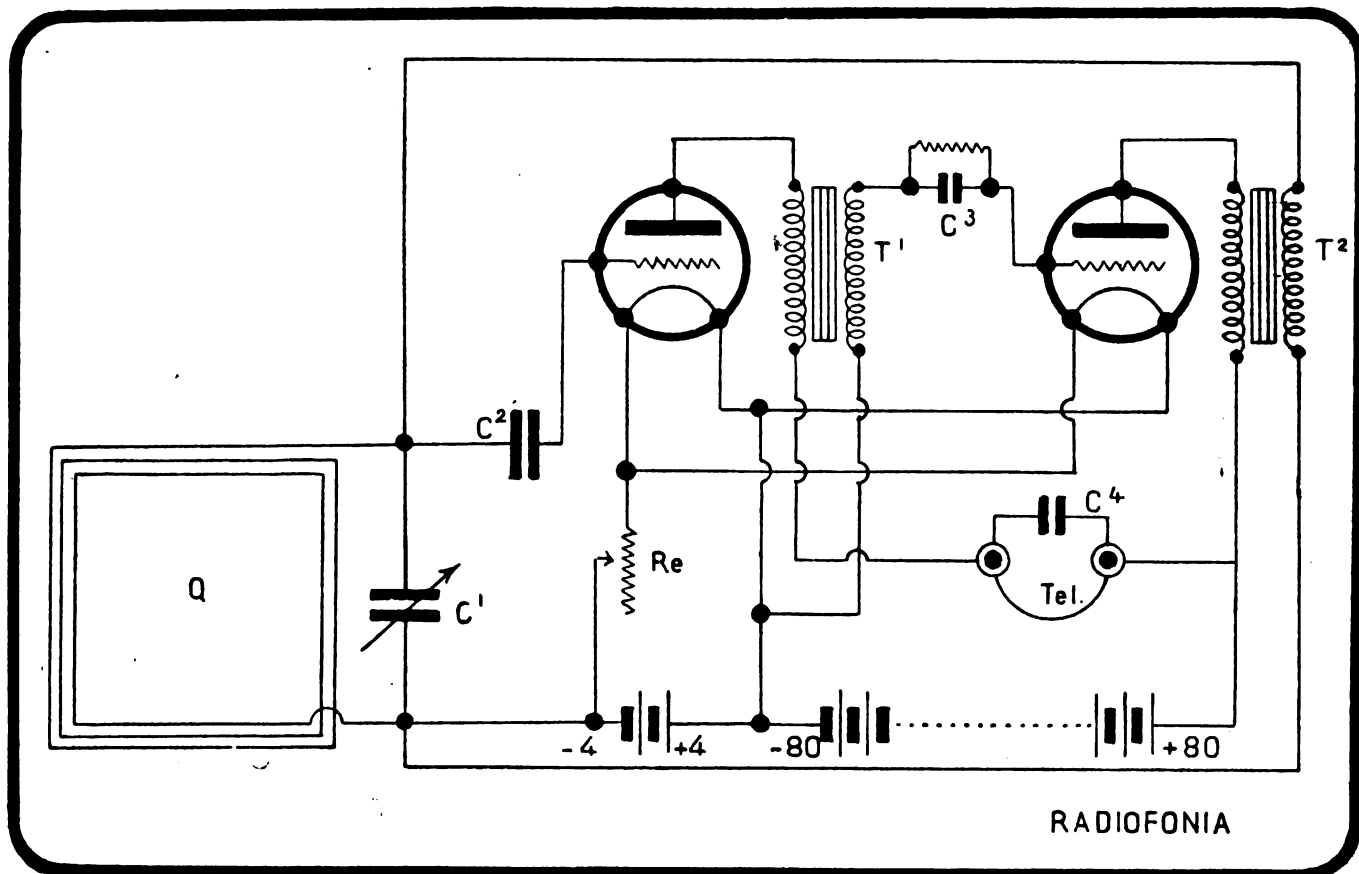 T¹
T²
C³
C²
C⁴
Re
Tel.
Q
C¹
-4
+4
-80
+80
RADIOFONIA